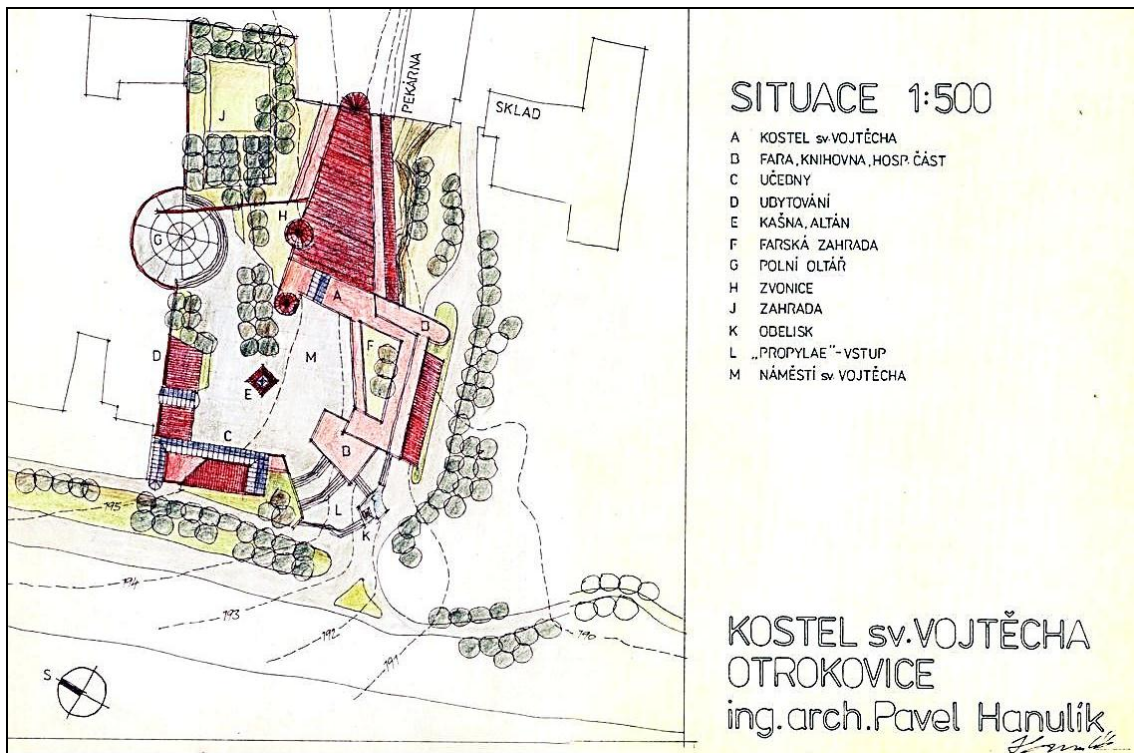 SITUACE 1:500
A KOSTEL sv. VOJTĚCHA
B FARA, KNIHOVNA, HOSP. ČÁST
C UČEBNY
D UBYTOVÁNÍ
E KAŠNA, ALTÁN
F FARSKÁ ZAHRADA
G POLNÍ OLTÁŘ
H ZVONICE
J ZAHRADA
K OBELISK
L „PROPYLAE"-VSTUP
M NÁMĚSTÍ sv. VOJTĚCHA
PEKÁRNA
SKLAD
J
H
G
A
B
D
F
M
E
C
B
L
K
195
194
193
192
191
190
S
KOSTEL sv. VOJTĚCHA
OTROKOVICE
ing. arch. Pavel Hanulík